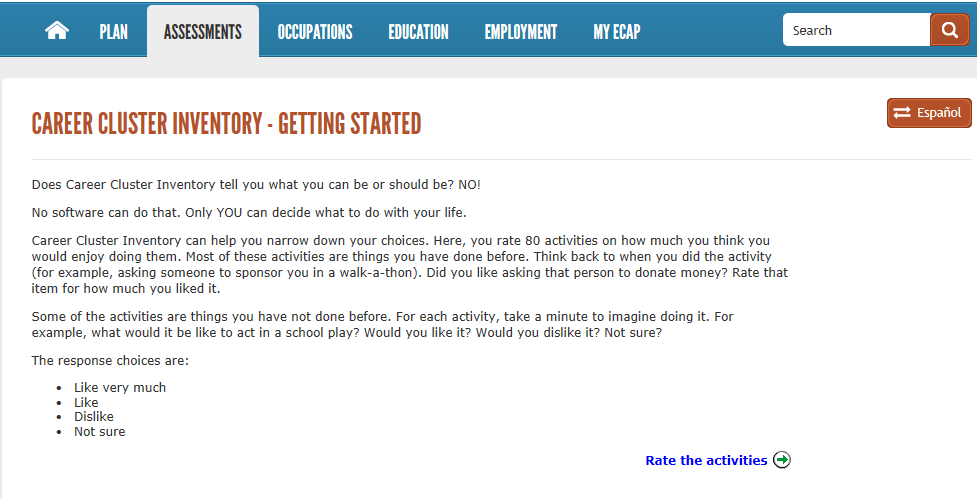 PLAN
ASSESSMENTS
OCCUPATIONS
EDUCATION
EMPLOYMENT
MY ECAP
Search
CAREER CLUSTER INVENTORY - GETTING STARTED
Español
Does Career Cluster Inventory tell you what you can be or should be? NO!
No software can do that. Only YOU can decide what to do with your life.
Career Cluster Inventory can help you narrow down your choices. Here, you rate 80 activities on how much you think you
would enjoy doing them. Most of these activities are things you have done before. Think back to when you did the activity
(for example, asking someone to sponsor you in a walk-a-thon). Did you like asking that person to donate money? Rate that
item for how much you liked it.
Some of the activities are things you have not done before. For each activity, take a minute to imagine doing it. For
example, what would it be like to act in a school play? Would you like it? Would you dislike it? Not sure?
The response choices are:
• Like very much
• Like
• Dislike
• Not sure
Rate the activities